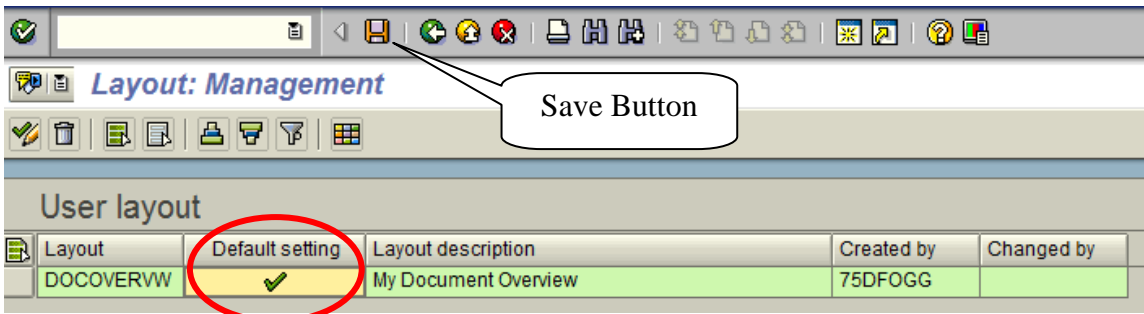 Layout: Management
Save Button
User layout
Layout Default setting Layout description Created by Changed by
DOCOVERVW My Document Overview 75DFOGG